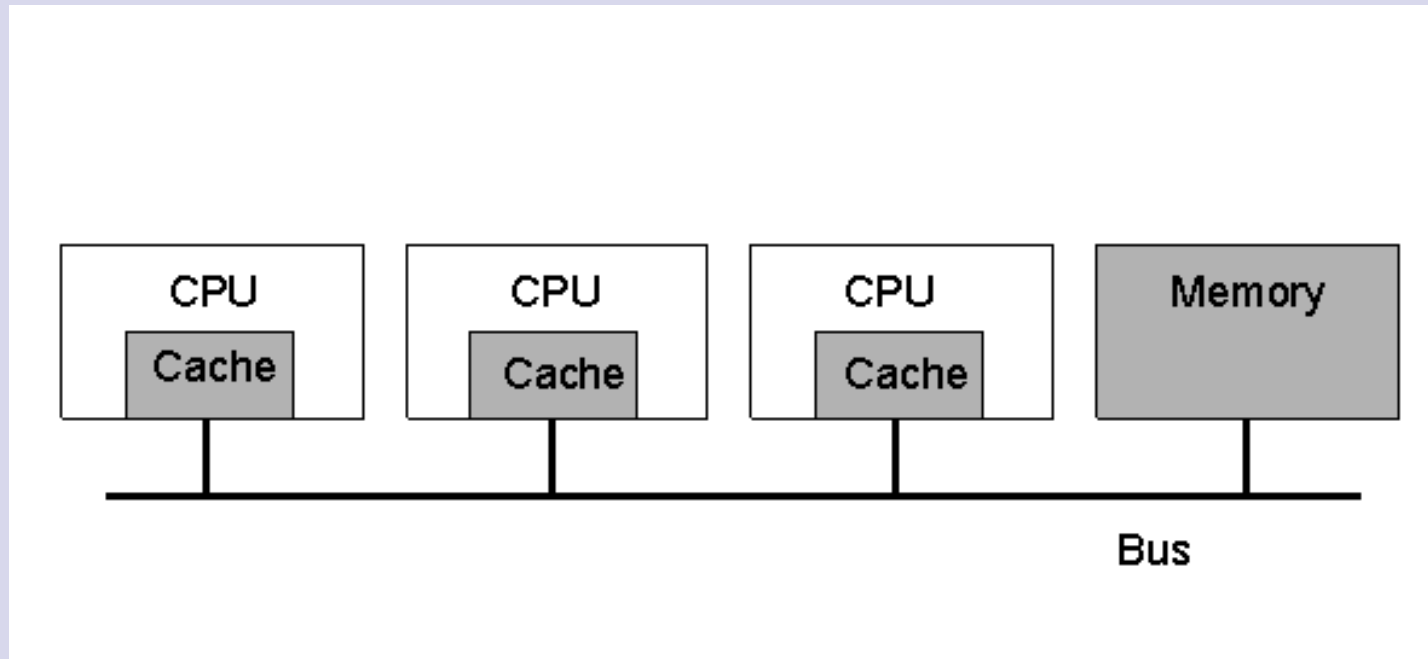 CPU
Cache
CPU
Cache
CPU
Cache
Memory
Bus